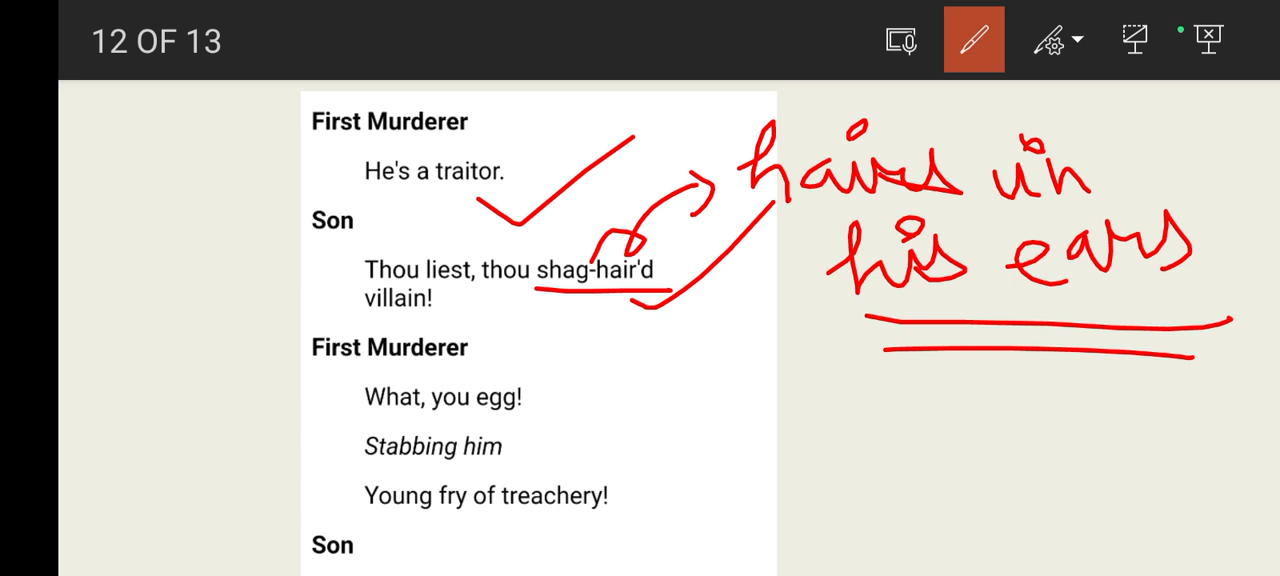 12 OF 13
First Murderer
He's a traitor.
Son
Thou liest, thou shag-hair'd
villain!
hairs in
his ears
First Murderer
What, you egg!
Stabbing him
Young fry of treachery!
Son